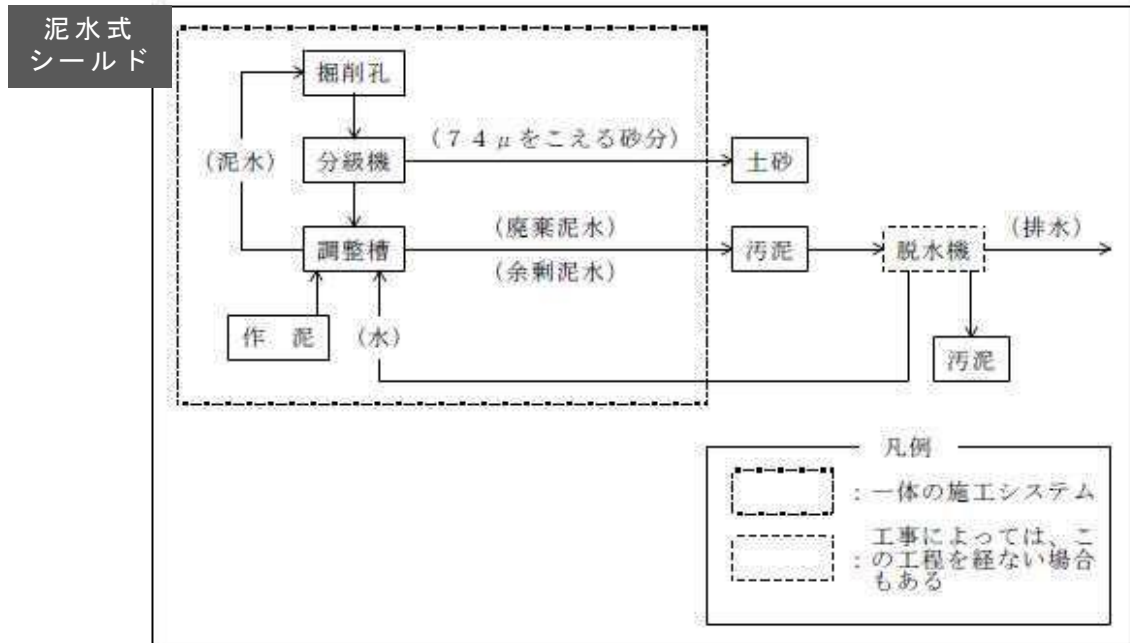 泥水式
シールド
掘削孔
(74μをこえる砂分)
(泥水)
分級機
土砂
(廃棄泥水)
(排水)
調整槽
汚泥
脱水機
(余剰泥水)
作 泥
(水)
汚泥
凡例
:一体の施工システム
工事によっては、こ
:の工程を経ない場合
もある